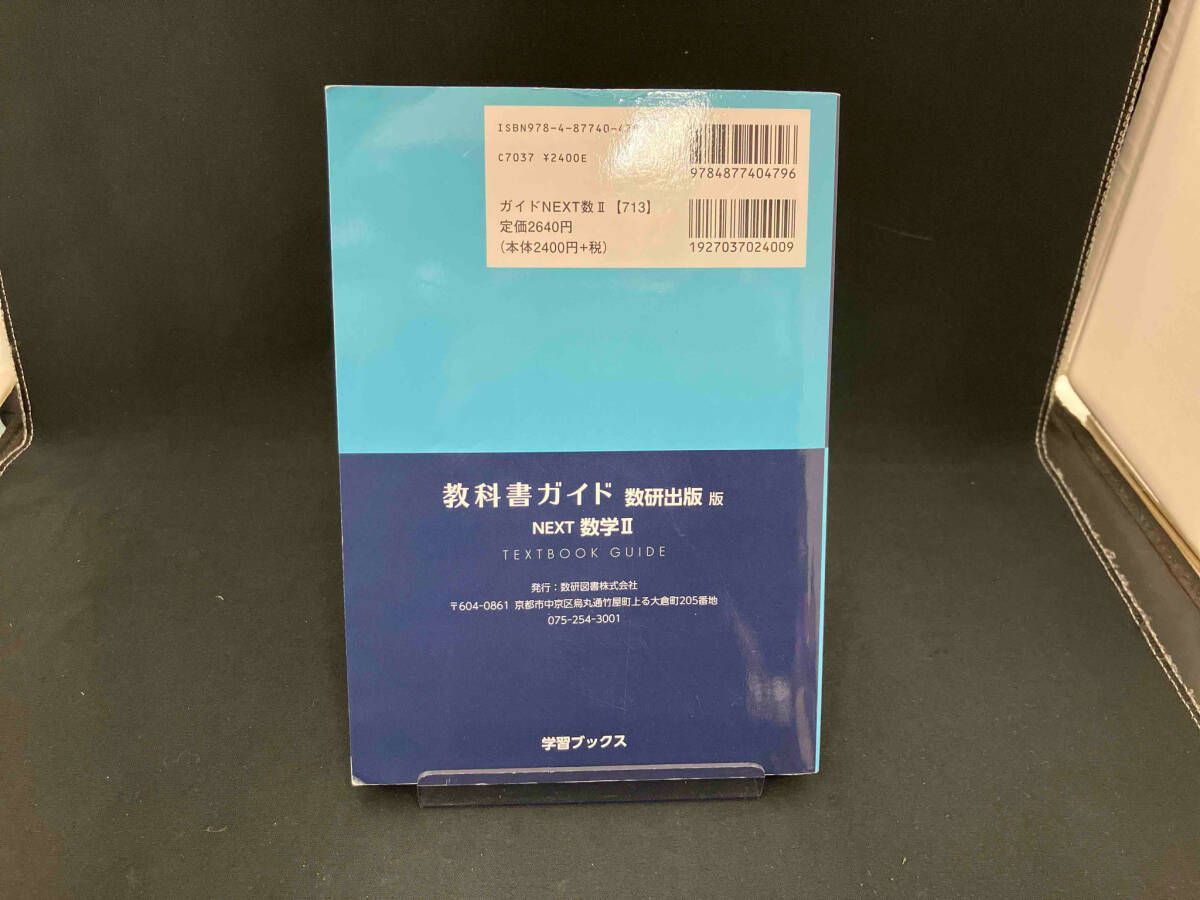 ISBN978-4-87740-479
9784877404796
C7037 ¥2400E
ガイドNEXT数Ⅱ【713】
定価2640円
(本体2400円+税)
1927037024009
教科書ガイド 数研出版 版
NEXT 数学Ⅱ
TEXTBOOK GUIDE
発行:数研図書株式会社
〒604-0861 京都市中京区烏丸通竹屋町上る大倉町205番地
075-254-3001
学習ブックス